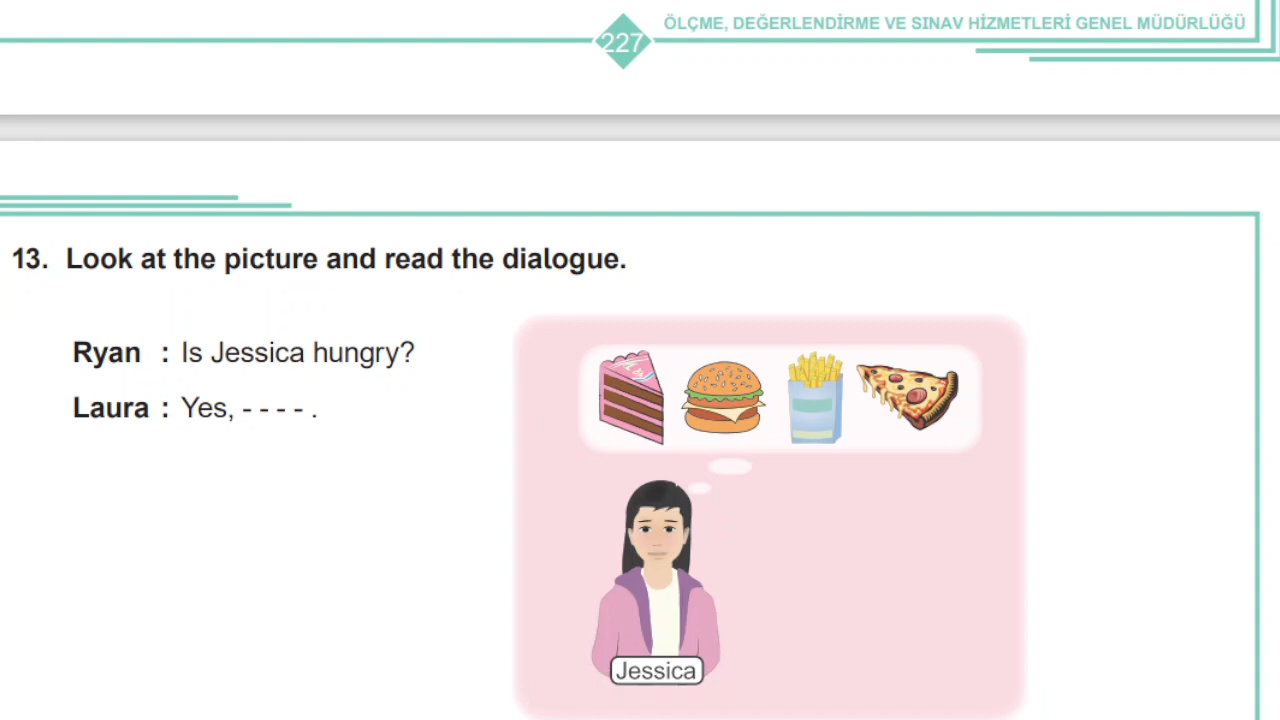 227
ÖLÇME, DEĞERLENDİRME VE SINAV HİZMETLERİ GENEL MÜDÜRLÜĞÜ
13. Look at the picture and read the dialogue.
Ryan : Is Jessica hungry?
Laura : Yes, - - - - .
Jessica